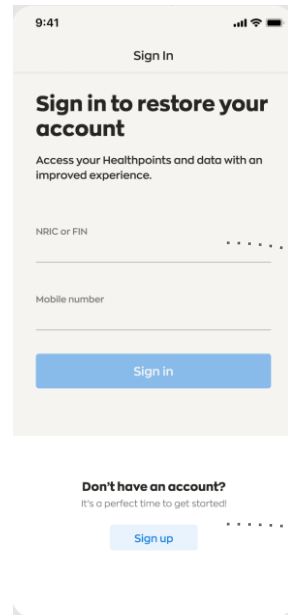 9:41
Sign In
Sign in to restore your
account
Access your Healthpoints and data with an
improved experience.
NRIC or FIN
Mobile number
Sign in
Don't have an account?
It's a perfect time to get started!
Sign up